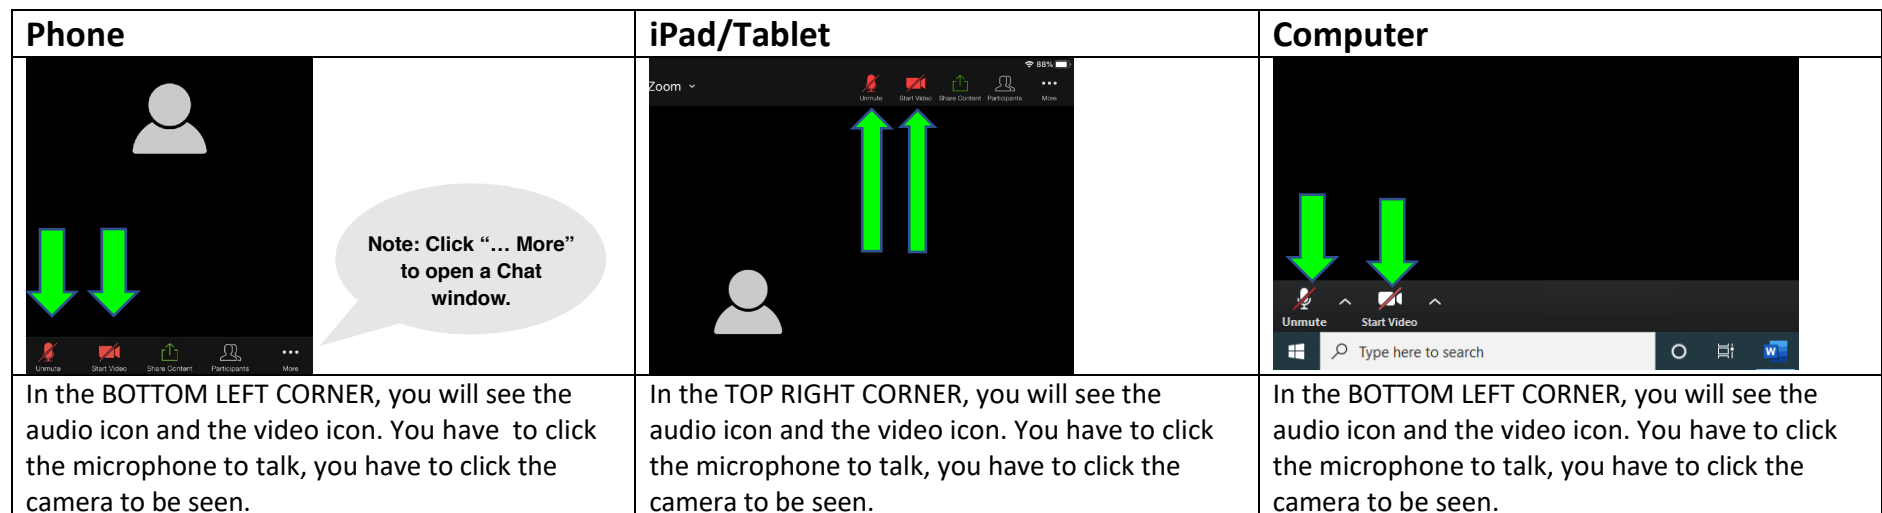 Phone
iPad/Tablet
Computer
Note: Click “… More”
to open a Chat
window.
Unmute
Start Video
Share Content
Participants
More
88%
Zoom
Unmute
Start Video
Share Content
Participants
More
Unmute
Start Video
Type here to search
W
In the BOTTOM LEFT CORNER, you will see the
audio icon and the video icon. You have  to click
the microphone to talk, you have to click the
camera to be seen.
In the TOP RIGHT CORNER, you will see the
audio icon and the video icon. You have to click
the microphone to talk, you have to click the
camera to be seen.
In the BOTTOM LEFT CORNER, you will see the
audio icon and the video icon. You have to click
the microphone to talk, you have to click the
camera to be seen.